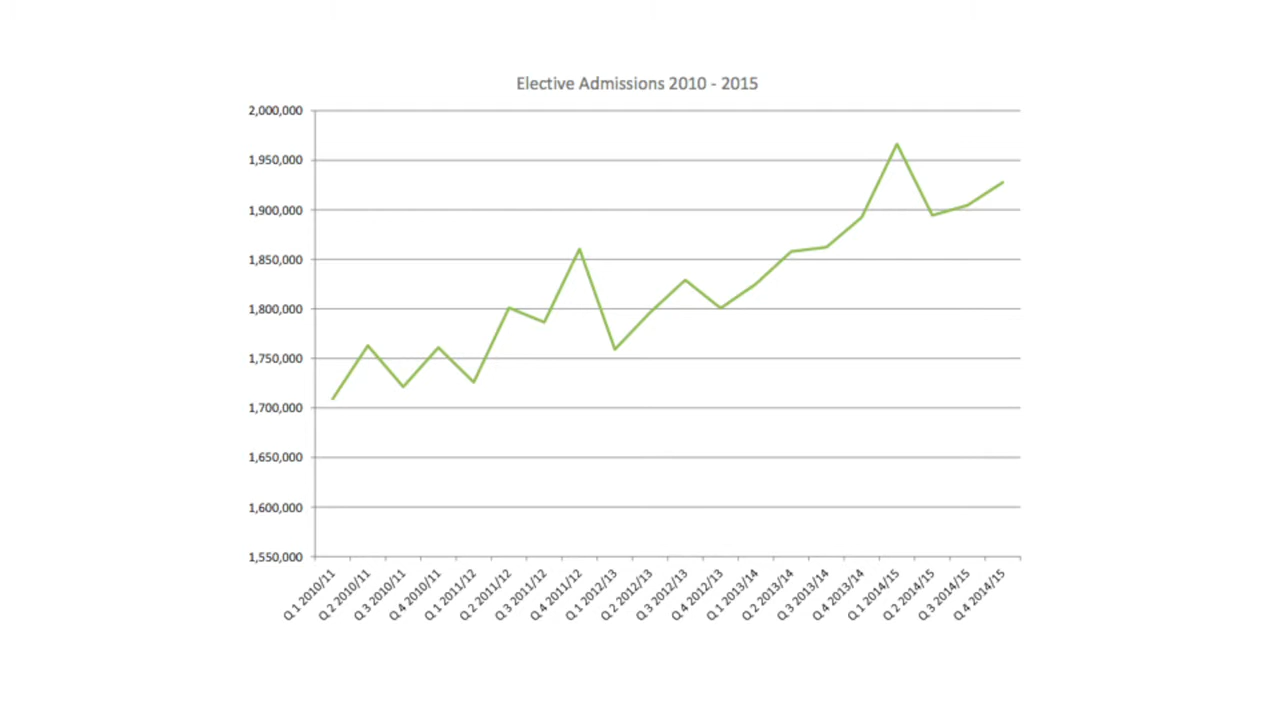 Elective Admissions 2010 - 2015
2,000,000
1,950,000
1,900,000
1,850,000
1,800,000
1,750,000
1,700,000
1,650,000
1,600,000
1,550,000
Q 1 2010/11
Q 2 2010/11
Q 3 2010/11
Q 4 2010/11
Q 1 2011/12
Q 2 2011/12
Q 3 2011/12
Q 4 2011/12
Q 1 2012/13
Q 2 2012/13
Q 3 2012/13
Q 4 2012/13
Q 1 2013/14
Q 2 2013/14
Q 3 2013/14
Q 4 2013/14
Q 1 2014/15
Q 2 2014/15
Q 3 2014/15
Q 4 2014/15